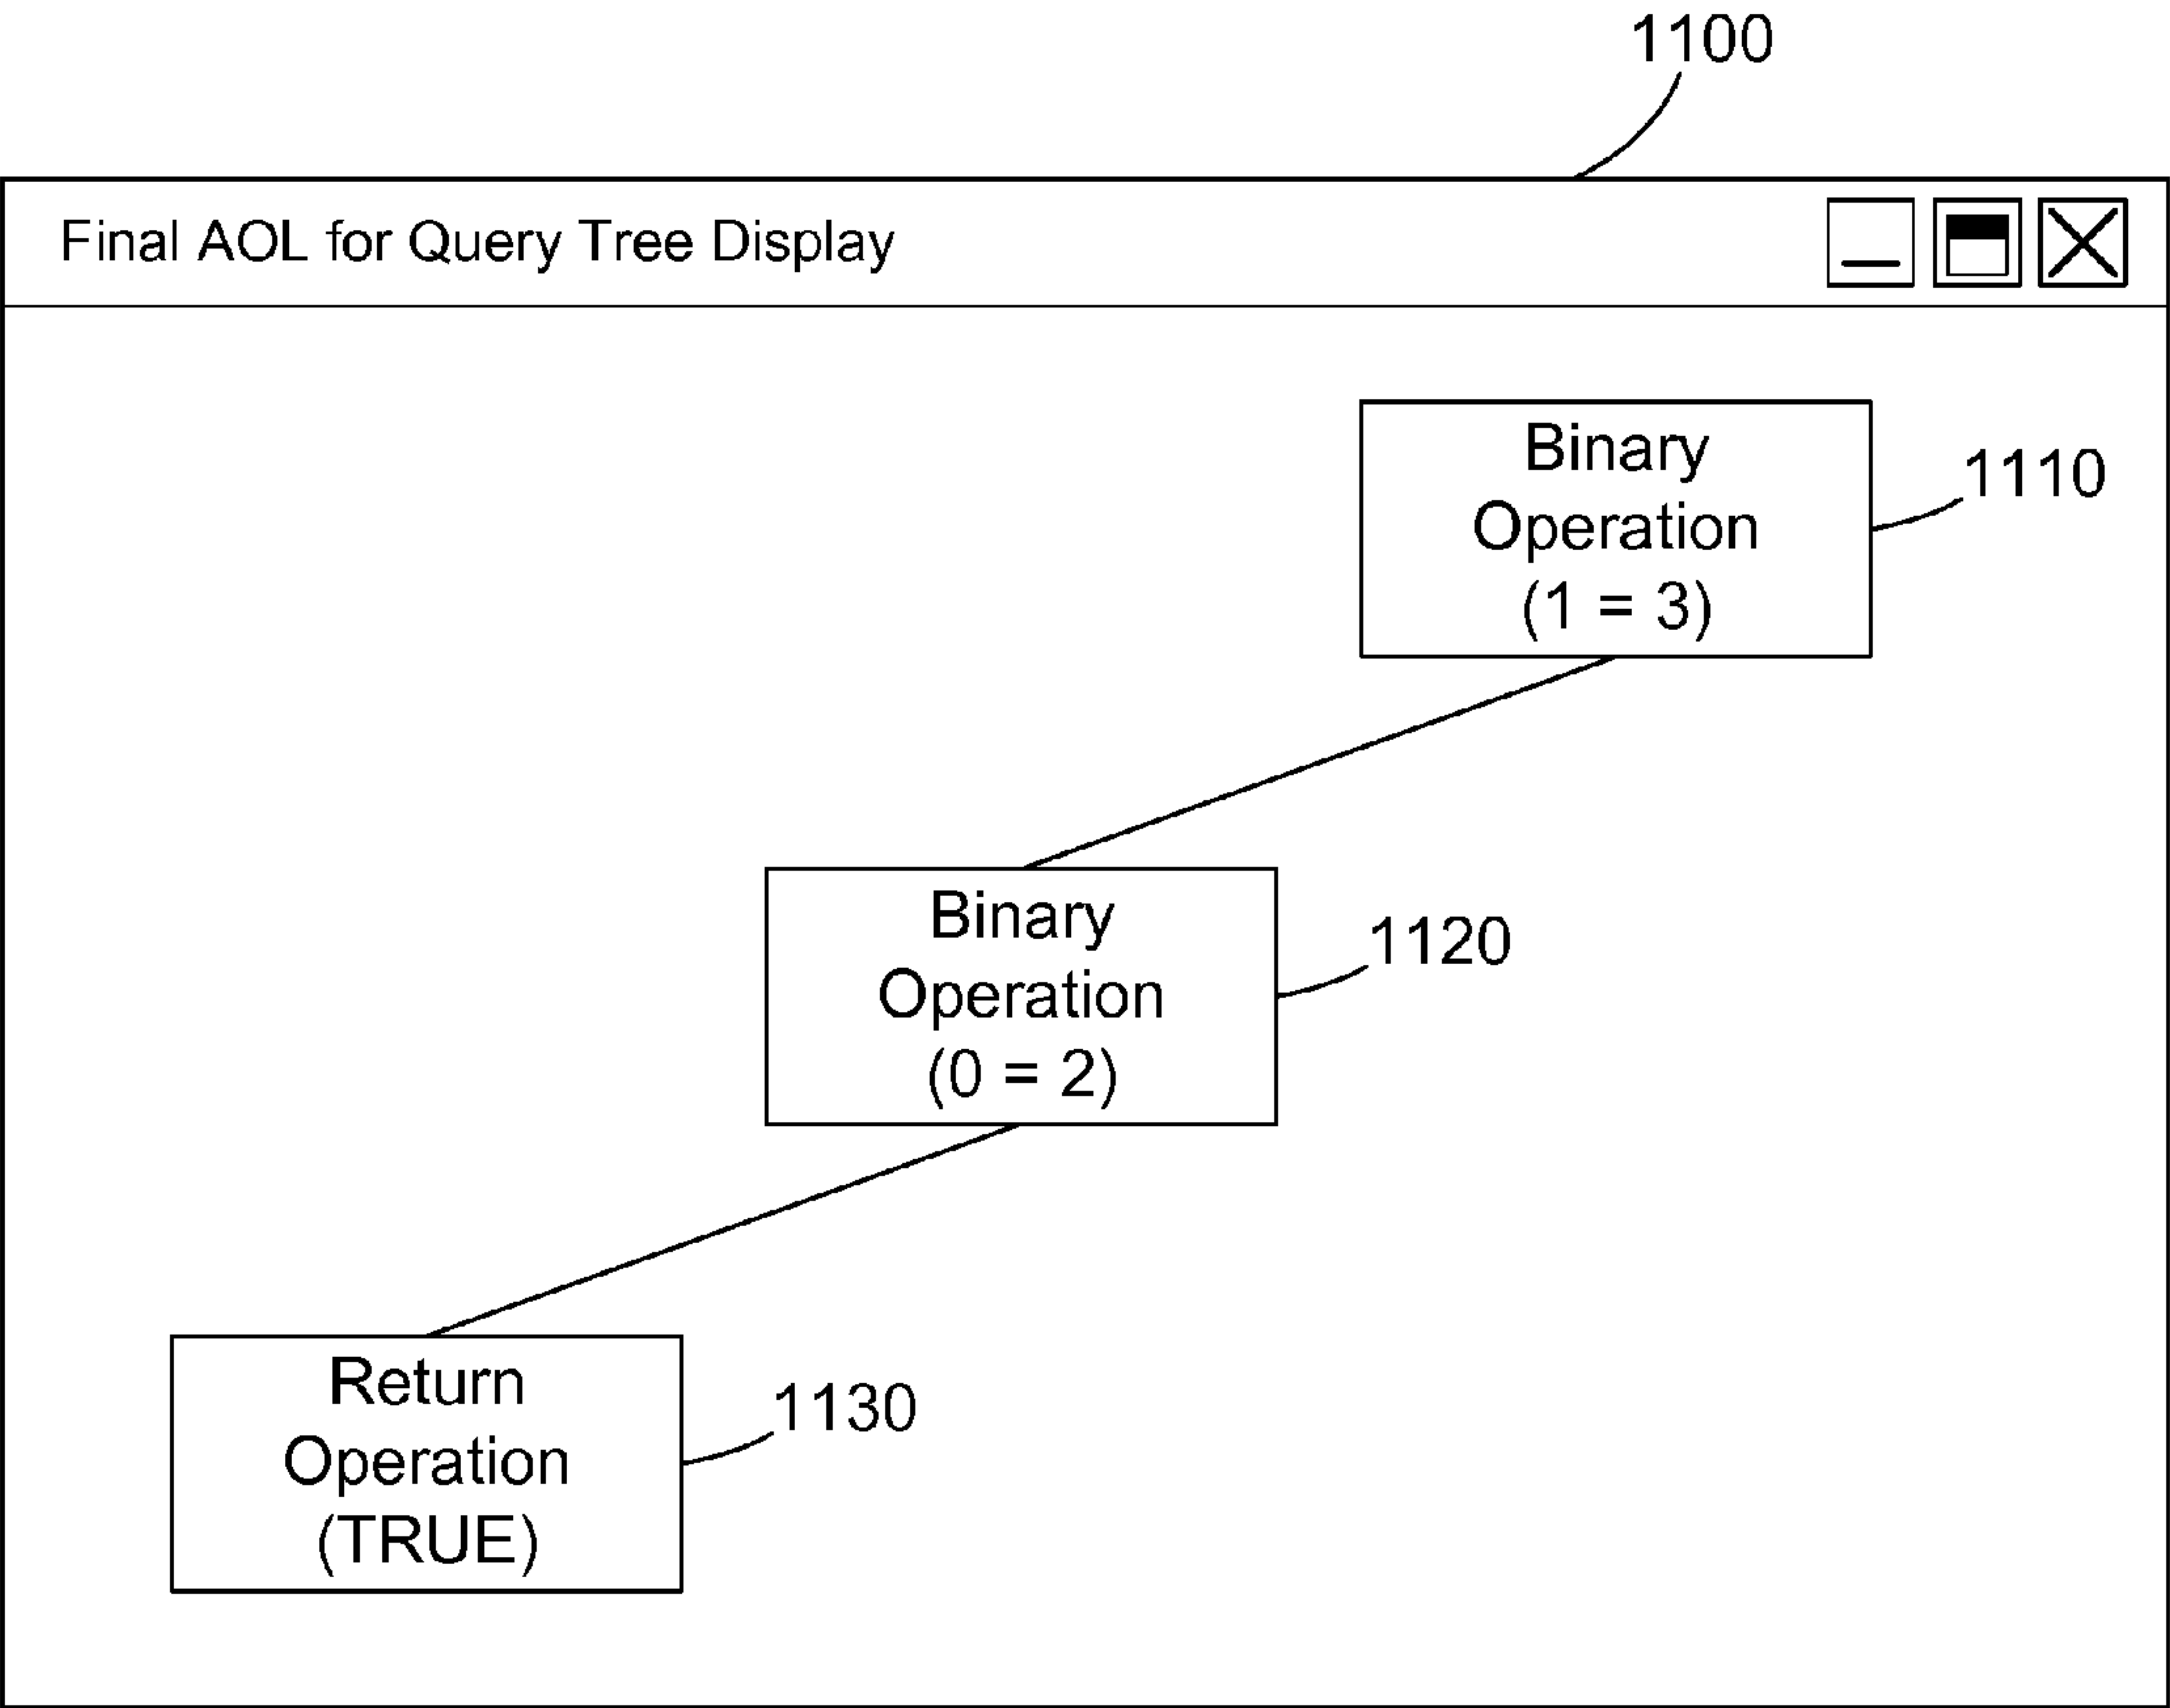 1100
Final AOL for Query Tree Display
Binary
Operation
(1 = 3)
1110
Binary
Operation
(0 = 2)
1120
Return
Operation
(TRUE)
1130